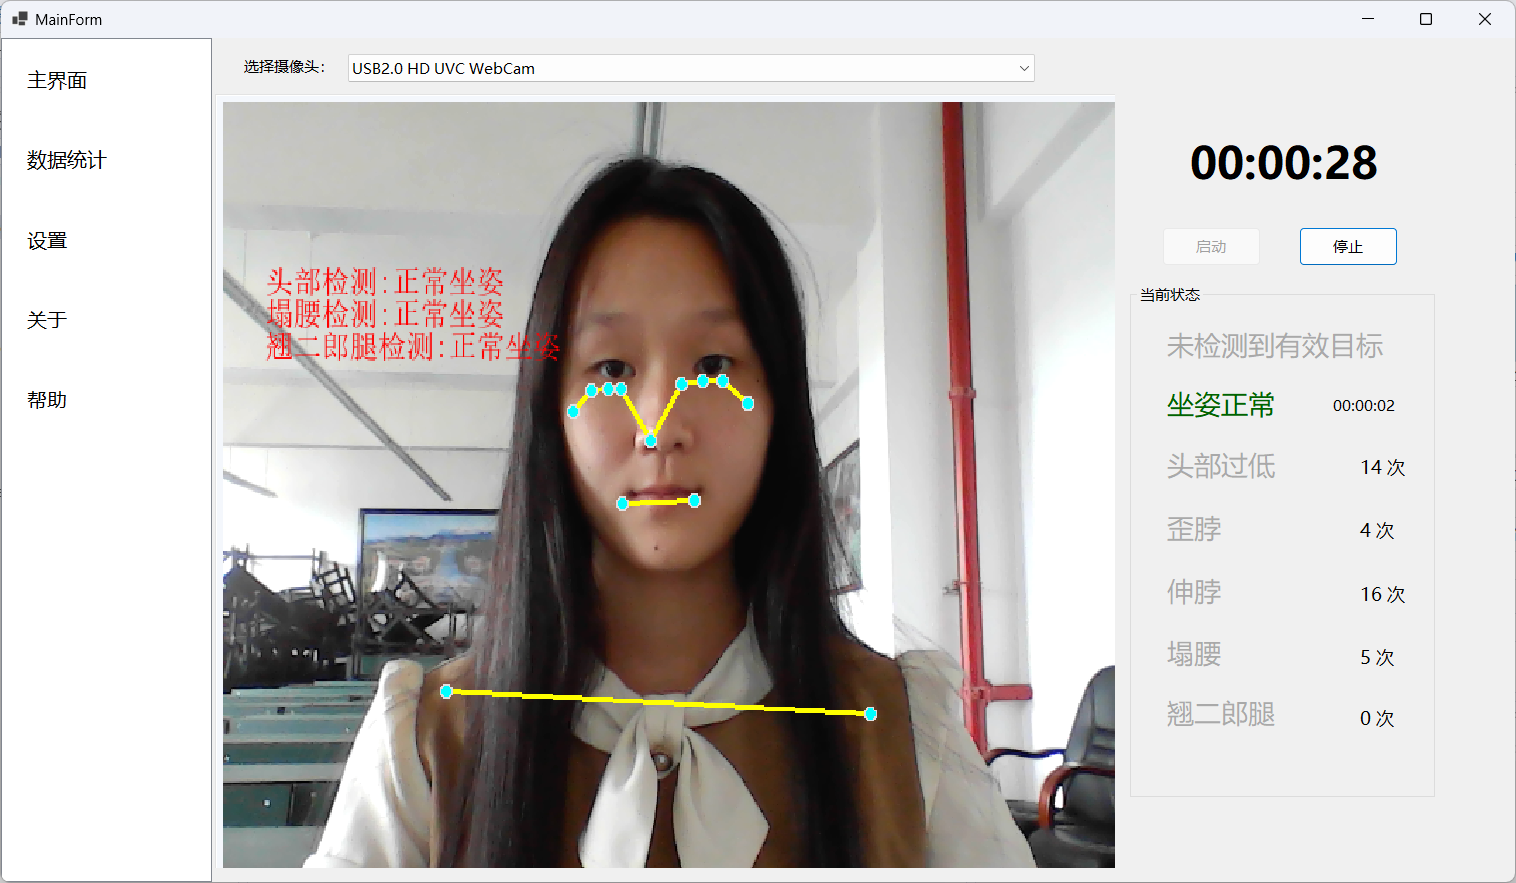 MainForm
主界面
数据统计
设置
关于
帮助
选择摄像头:
USB2.0 HD UVC WebCam
头部检测:正常坐姿
塌腰检测:正常坐姿
翘二郎腿检测:正常坐姿
00:00:28
启动
停止
当前状态
未检测到有效目标
坐姿正常 00:00:02
头部过低 14 次
歪脖 4 次
伸脖 16 次
塌腰 5 次
翘二郎腿 0 次